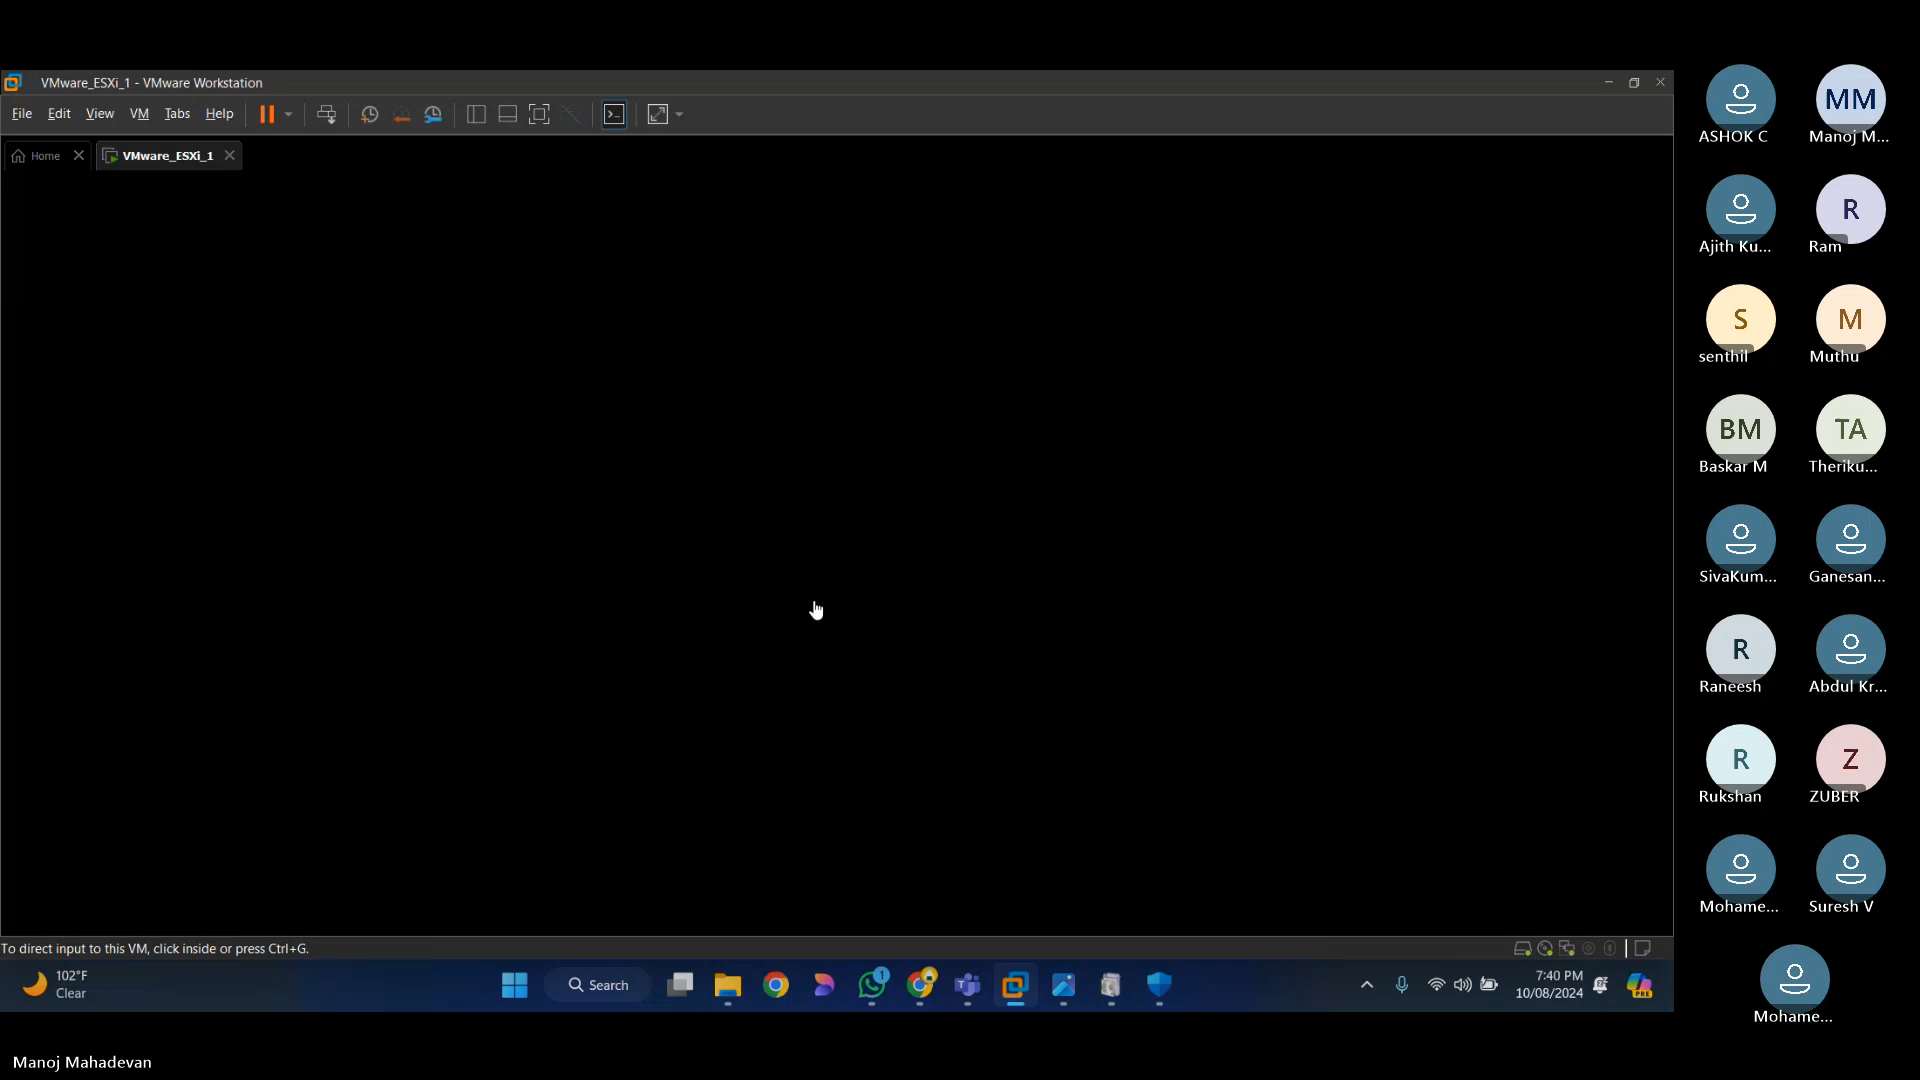 VMware_ESXi_1 - VMware Workstation
File Edit View VM Tabs Help
Home VMware_ESXi_1
To direct input to this VM, click inside or press Ctrl+G.
102°F
Clear
Search
1
7:40 PM
10/08/2024
PRE
Manoj Mahadevan
ASHOK C
MM
Manoj M...
Ajith Ku...
R
Ram
S
senthil
M
Muthu
BM
Baskar M
TA
Theriku...
SivaKum...
Ganesan...
R
Raneesh
Abdul Kr...
R
Rukshan
Z
ZUBER
Mohame...
Suresh V
Mohame...